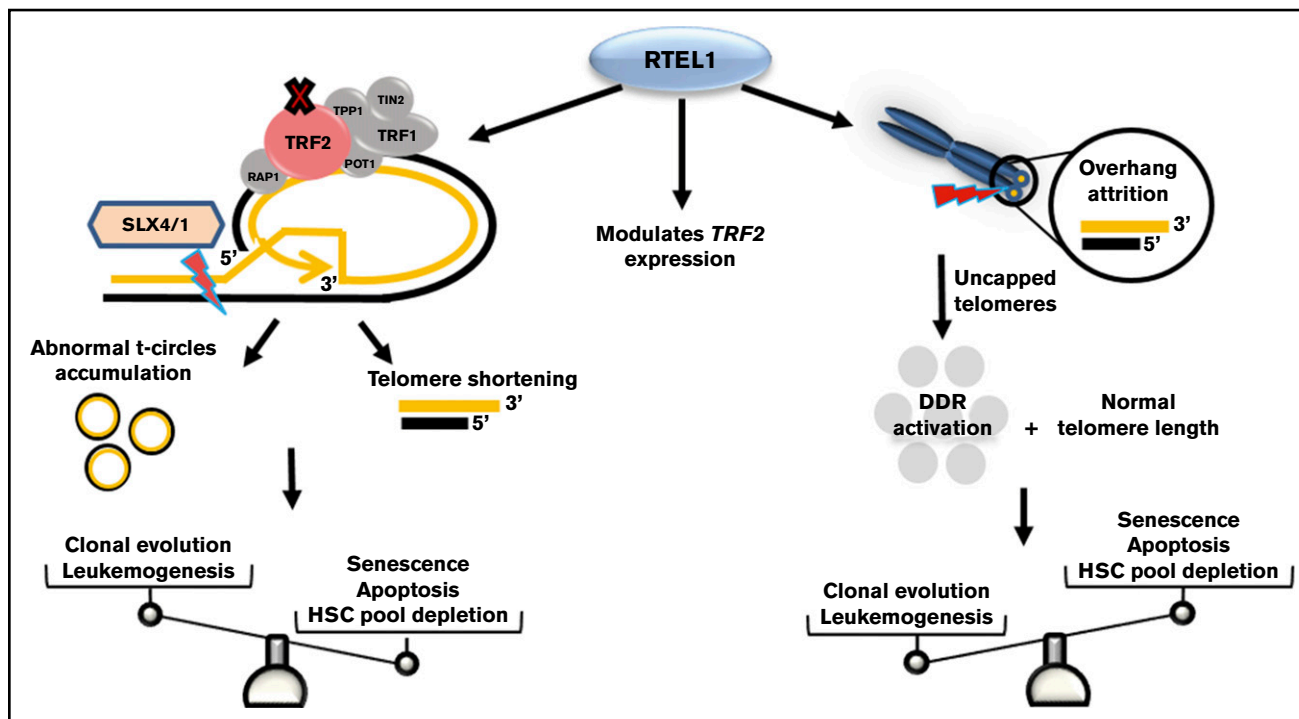 RTEL1
X
TRF2
TPP1
TIN2
TRF1
POT1
RAP1
SLX4/1
5’
3’
Abnormal t-circles
accumulation
Telomere shortening
3’
5’
Clonal evolution
Leukemogenesis
Senescence
Apoptosis
HSC pool depletion
Modulates TRF2
expression
Overhang
attrition
3’
5’
Uncapped
telomeres
DDR
activation
+
Normal
telomere length
Senescence
Apoptosis
HSC pool depletion
Clonal evolution
Leukemogenesis